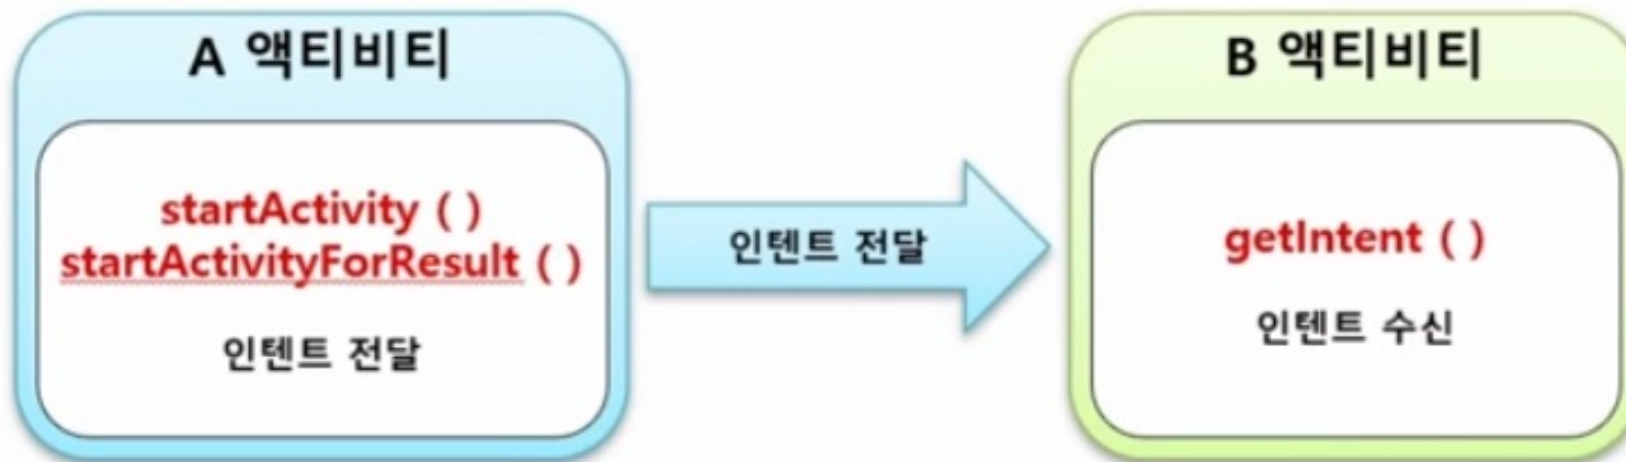 A 액티비티
startActivity ( )
startActivityForResult ( )
인텐트 전달
인텐트 전달
B 액티비티
getIntent ( )
인텐트 수신